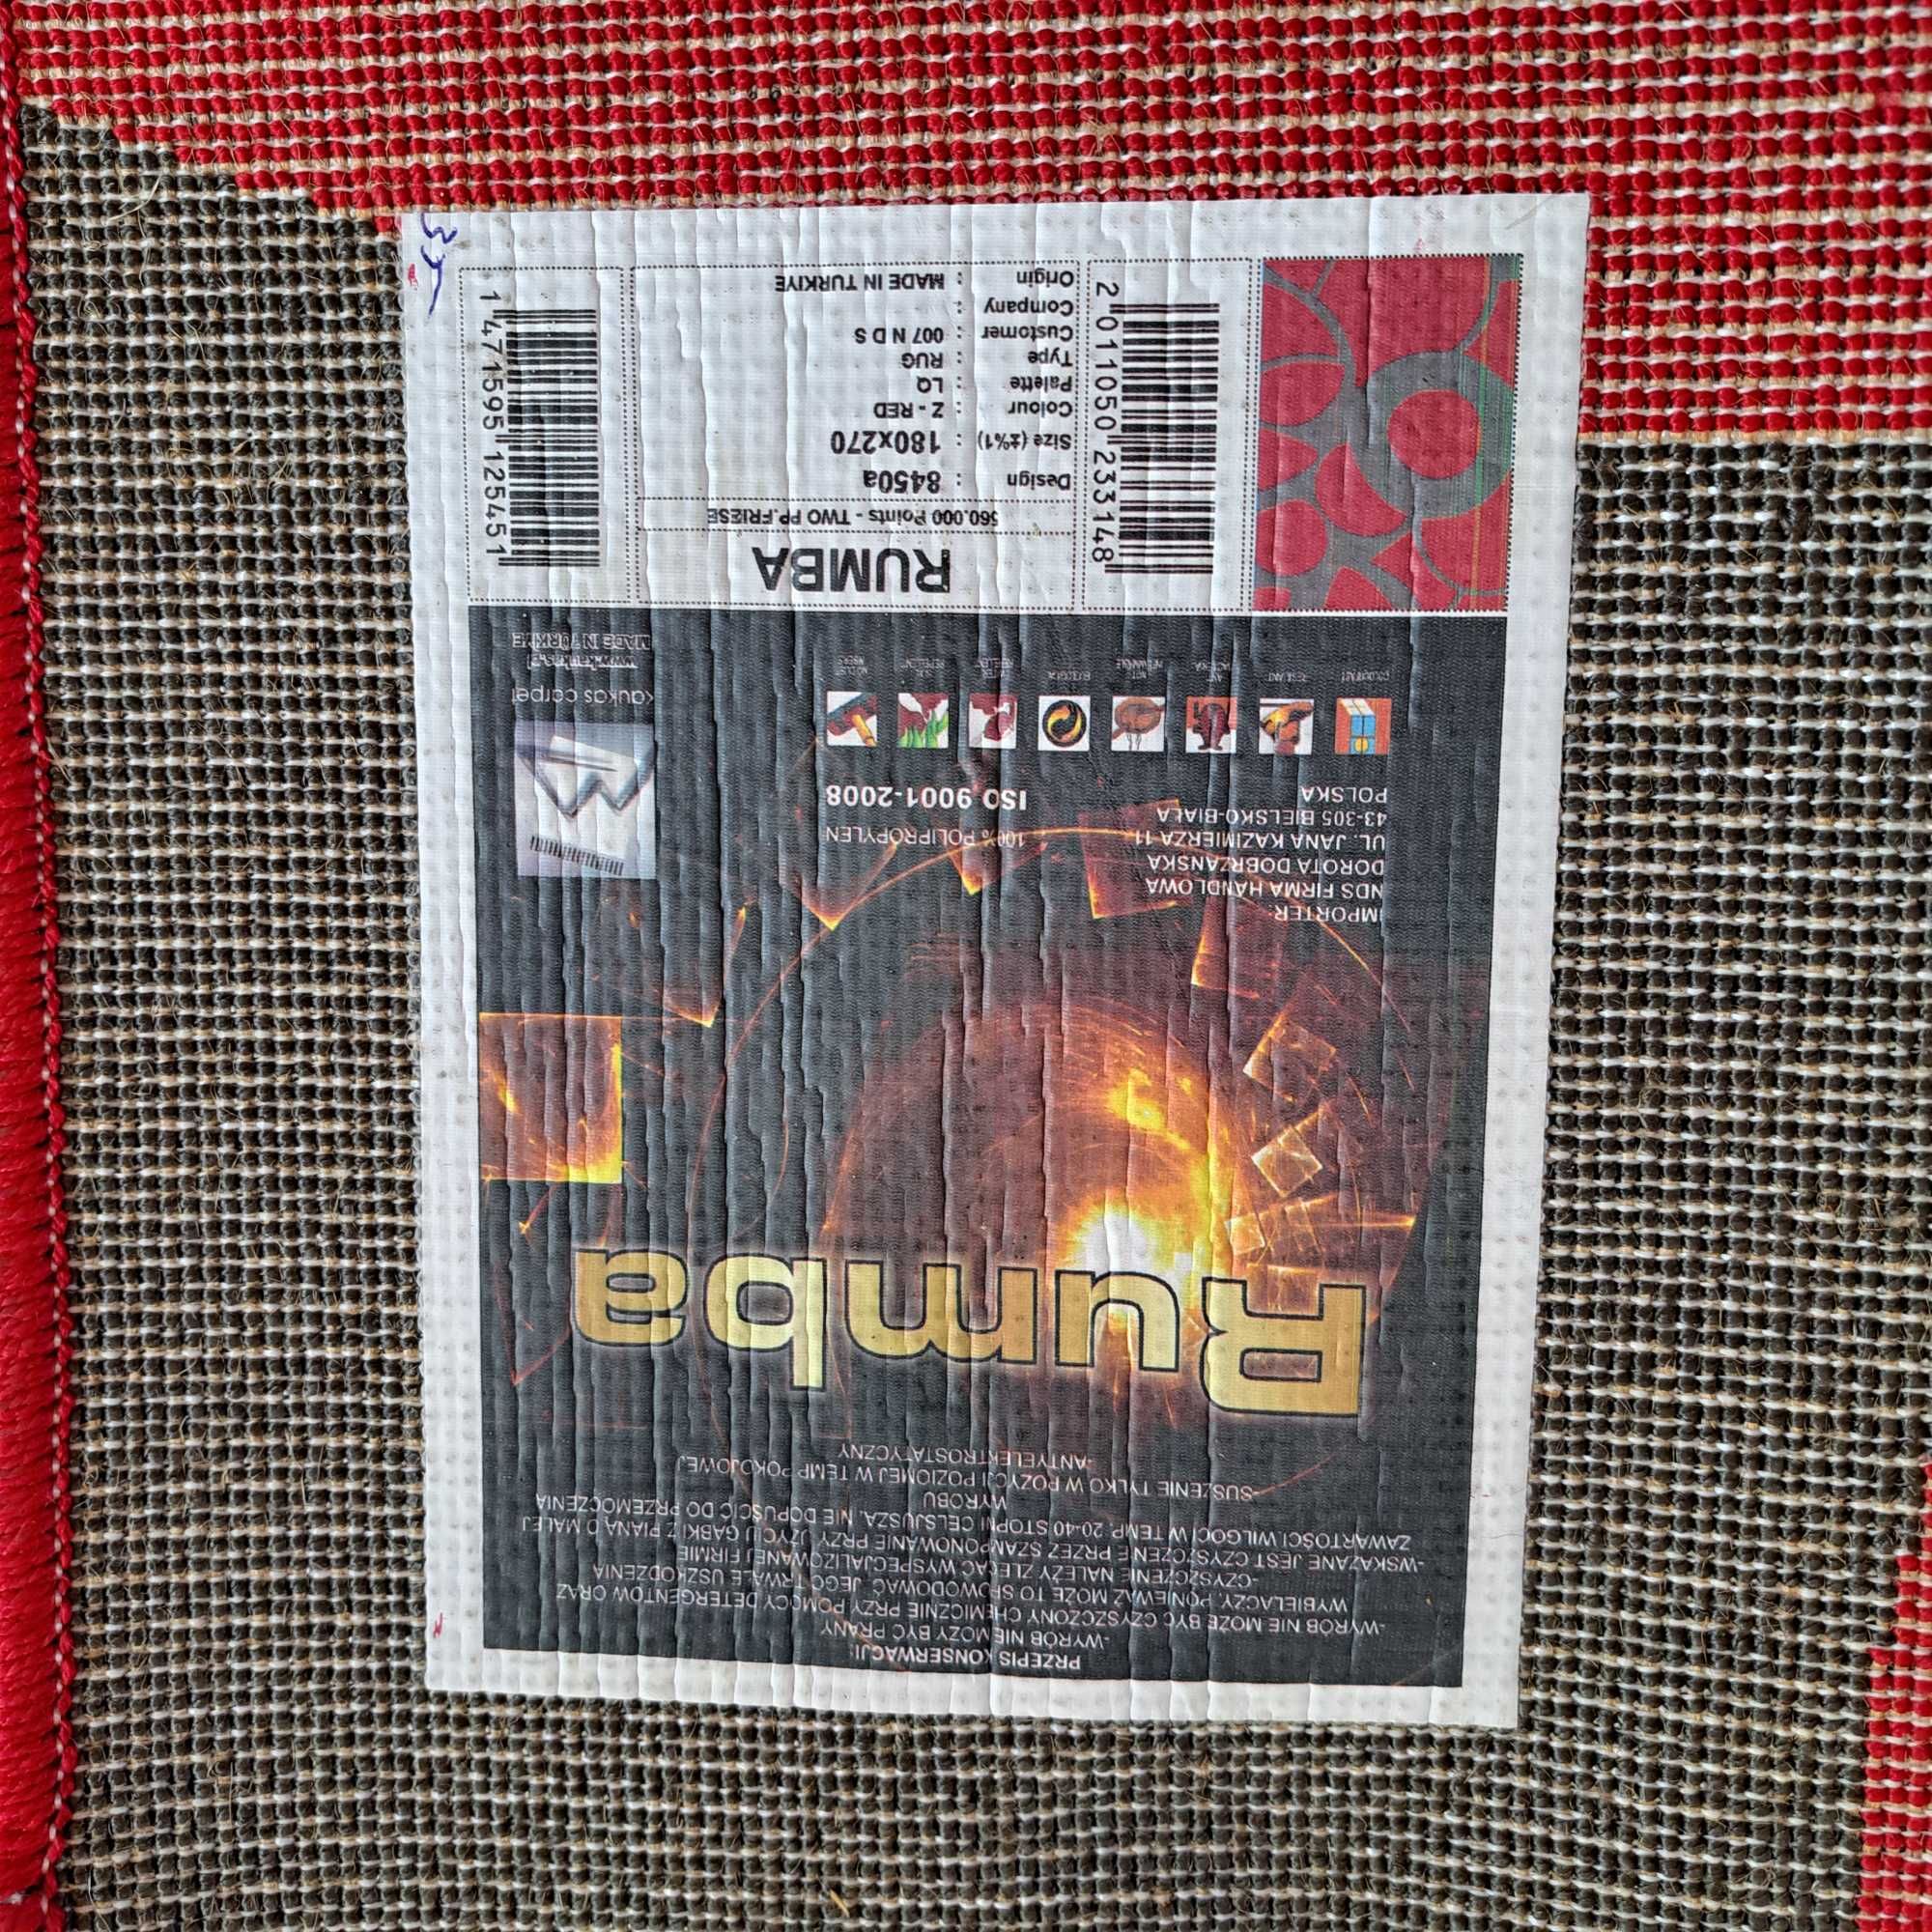 PRZEPIS KONSERWACJI:
-WYRÓB NIE MOZY BYĆ PRANY
-WYRÓB NIE MOŻE BYĆ CZYSZCZONY CHEMICZNIE PRZY POMOCY DETERGENTÓW ORAZ
WYBIELACZY, PONIEWAŻ MOŻE TO SPOWODOWAĆ JEGO TRWAŁE USZKODZENIA
-CZYSZCZENIE NALEŻY ZLECAĆ WYSPECJALIZOWANEJ FIRMIE
-WSKAZANE JEST CZYSZCZENIE PRZEZ SZAMPONOWANIE PRZY UŻYCIU GĄBKI Z PIANĄ O MAŁEJ
ZAWARTOŚCI WILGOCI W TEMP. 20-40 STOPNI CELSJUSZA, NIE DOPUŚCIĆ DO PRZEMOCZENIA
WYROBU
-SUSZENIE TYLKO W POZYCJI POZIOMEJ W TEMP POKOJOWEJ
-ANTYELEKTROSTATYCZNY
Rumba
IMPORTER:
NDS FIRMA HANDLOWA
DOROTA DOBRZAŃSKA
UL. JANA KAZIMIERZA 11
43-305 BIELSKO-BIAŁA
POLSKA
100% POLIPROPYLEN
ISO 9001-2008
kaukas carpet
MADE IN TÜRKİYE
RUMBA
560.000 Points - TWO PP.FRIESE
Design : 8450a
Size (±%1) : 180x270
Colour : Z - RED
Palette : LQ
Type : RUG
Customer : 007 N D S
Company :
Origin : MADE IN TURKIYE
2 011050 233148
1 471595 125451